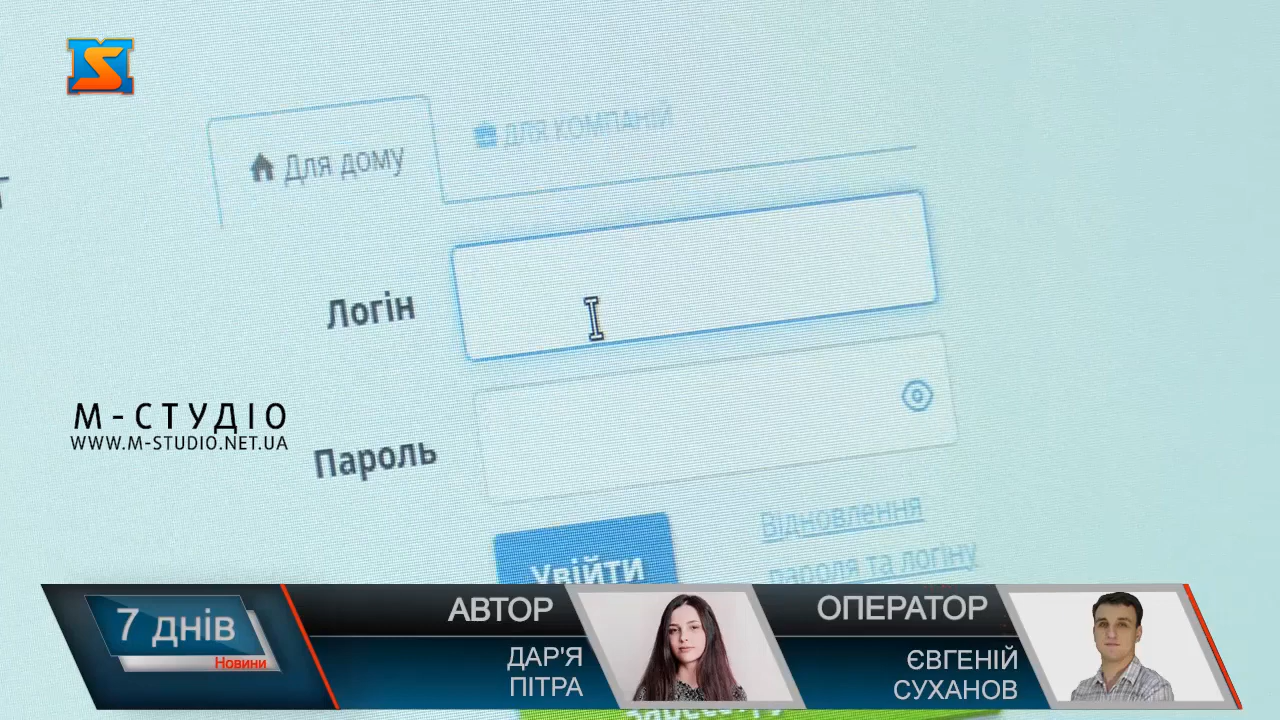 Для дому
ДЛЯ КОМПАНІЙ
Логін
М-СТУДІО
WWW.M-STUDIO.NET.UA
Пароль
Відновлення
пароля та логіну
Увійти
7 днів
Новини
АВТОР
ДАР'Я
ПІТРА
ОПЕРАТОР
ЄВГЕНІЙ
СУХАНОВ